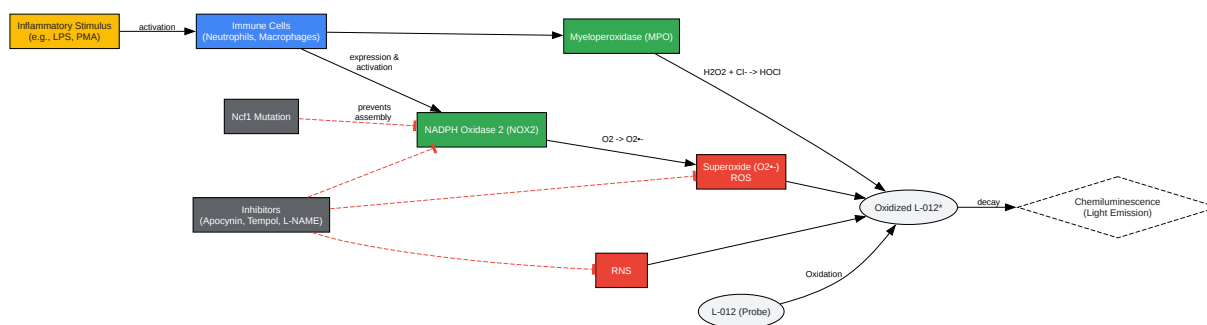 Inflammatory Stimulus
(e.g., LPS, PMA)
activation
Immune Cells
(Neutrophils, Macrophages)
Myeloperoxidase (MPO)
expression &
activation
H2O2 + Cl- -> HOCl
Ncf1 Mutation
prevents
assembly
NADPH Oxidase 2 (NOX2)
O2 -> O2•-
Superoxide (O2•-)
ROS
Inhibitors
(Apocynin, Tempol, L-NAME)
Oxidized L-012*
decay
Chemiluminescence
(Light Emission)
RNS
Oxidation
L-012 (Probe)